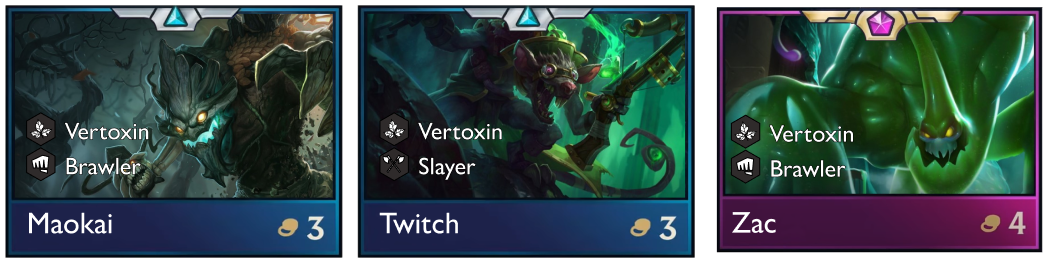 Vertoxin
Brawler
Maokai 3
Vertoxin
Slayer
Twitch 3
Vertoxin
Brawler
Zac 4